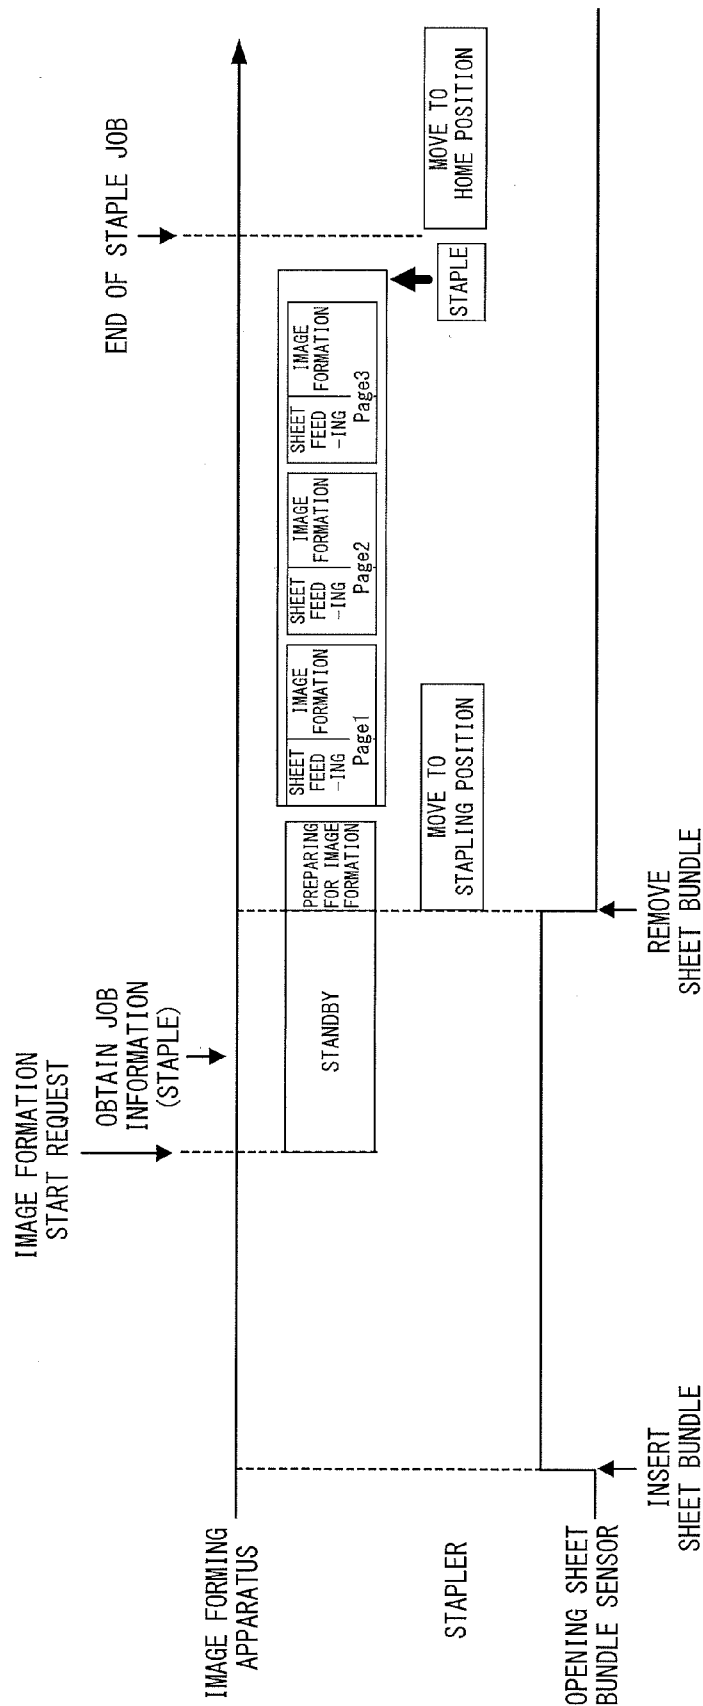 IMAGE FORMATION
START REQUEST
OBTAIN JOB
INFORMATION
(STAPLE)
END OF STAPLE JOB
IMAGE FORMING
APPARATUS
STANDBY
PREPARING
FOR IMAGE
FORMATION
SHEET
FEED
-ING
IMAGE
FORMATION
Page1
SHEET
FEED
-ING
IMAGE
FORMATION
Page2
SHEET
FEED
-ING
IMAGE
FORMATION
Page3
STAPLER
MOVE TO
STAPLING POSITION
STAPLE
MOVE TO
HOME POSITION
OPENING SHEET
BUNDLE SENSOR
INSERT
SHEET BUNDLE
REMOVE
SHEET BUNDLE